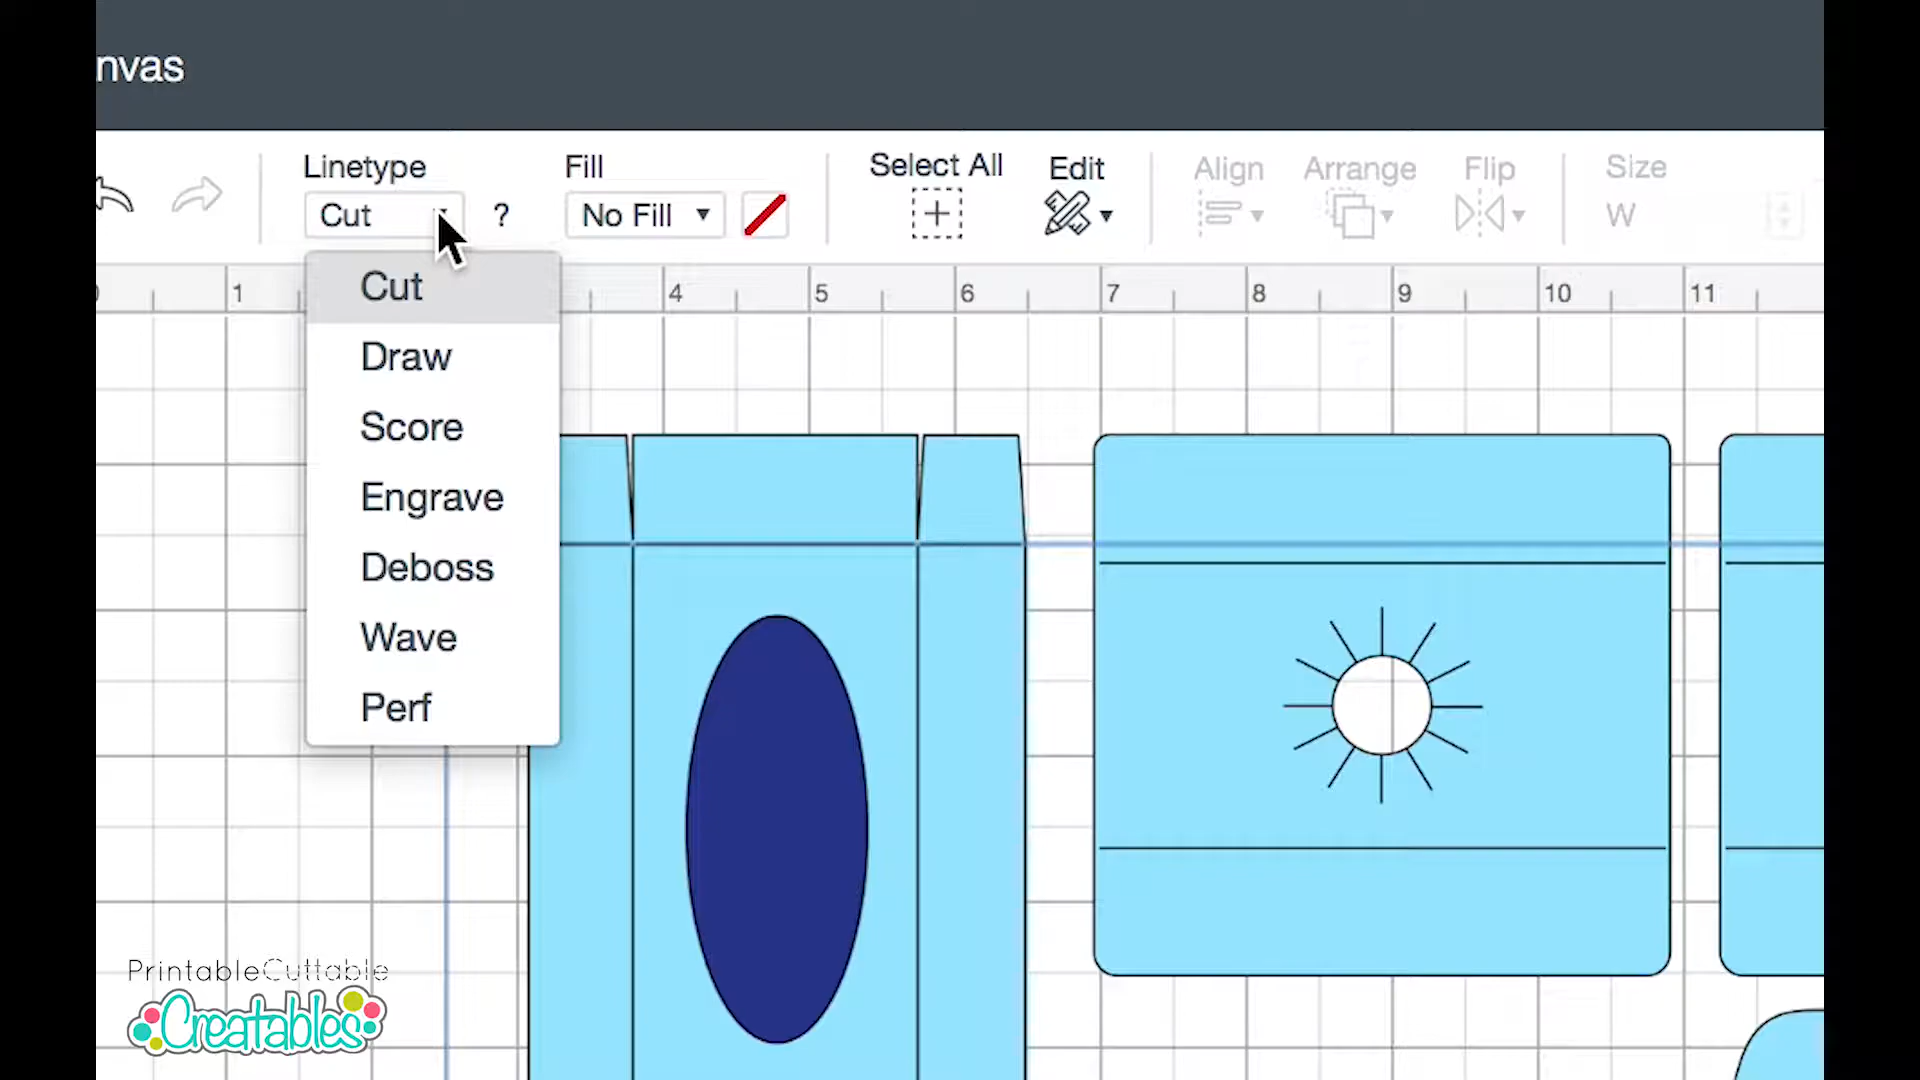 nvas
Linetype Fill Select All Edit Align Arrange Flip Size
Cut ? No Fill W
1 4 5 6 7 8 9 10 11
Cut
Draw
Score
Engrave
Deboss
Wave
Perf
PrintableCuttable
Creatables